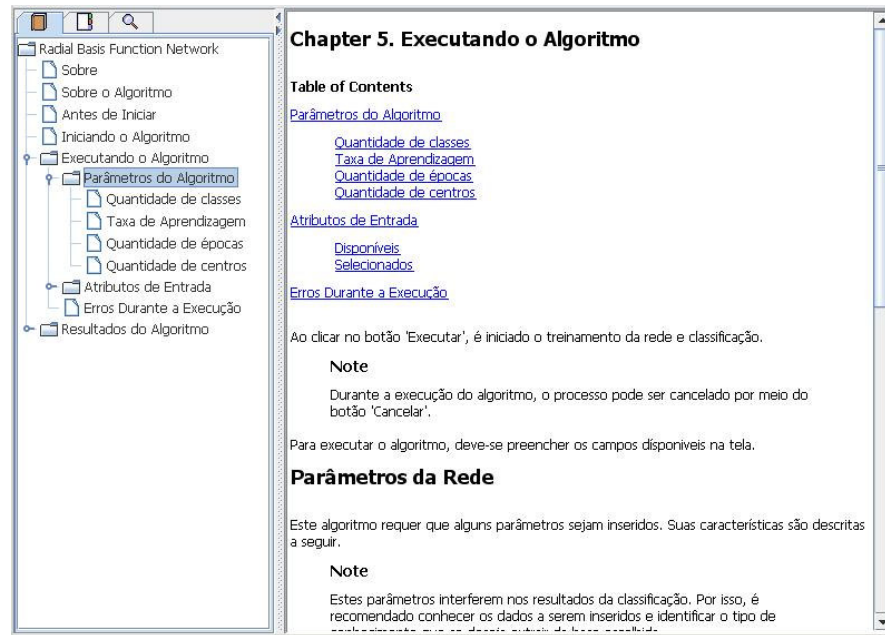 Radial Basis Function Network
Sobre
Sobre o Algoritmo
Antes de Iniciar
Iniciando o Algoritmo
Executando o Algoritmo
Parâmetros do Algoritmo
Quantidade de classes
Taxa de Aprendizagem
Quantidade de épocas
Quantidade de centros
Atributos de Entrada
Erros Durante a Execução
Resultados do Algoritmo
Chapter 5. Executando o Algoritmo
Table of Contents
Parâmetros do Algoritmo
Quantidade de classes
Taxa de Aprendizagem
Quantidade de épocas
Quantidade de centros
Atributos de Entrada
Disponíveis
Selecionados
Erros Durante a Execução
Ao clicar no botão 'Executar', é iniciado o treinamento da rede e classificação.
Note
Durante a execução do algoritmo, o processo pode ser cancelado por meio do
botão 'Cancelar'.
Para executar o algoritmo, deve-se preencher os campos dísponiveis na tela.
Parâmetros da Rede
Este algoritmo requer que alguns parâmetros sejam inseridos. Suas características são descritas
a seguir.
Note
Estes parâmetros interferem nos resultados da classificação. Por isso, é
recomendado conhecer os dados a serem inseridos e identificar o tipo de